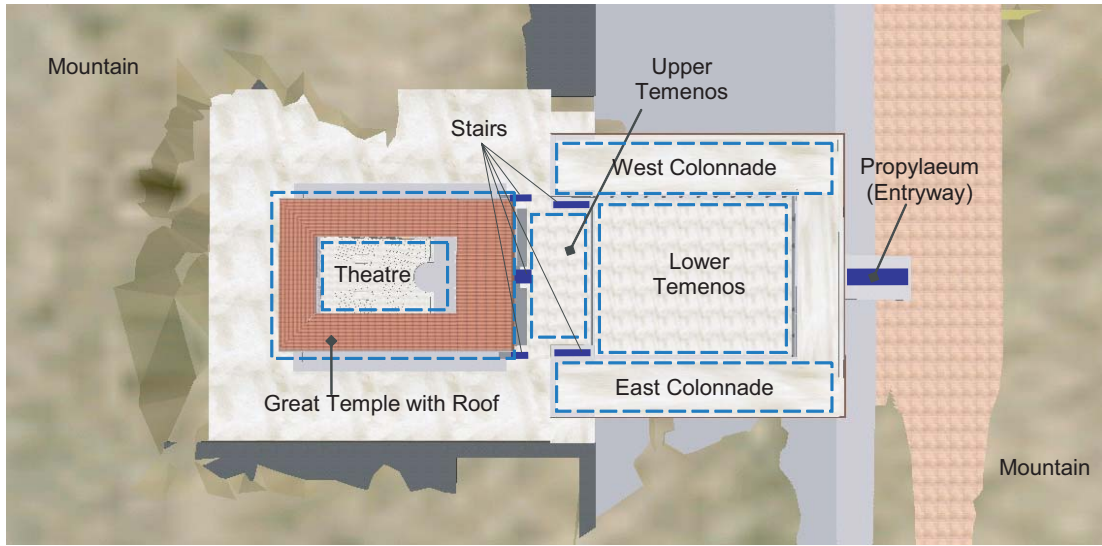 Mountain
Upper
Temenos
Stairs
West Colonnade
Propylaeum
(Entryway)
Theatre
Lower
Temenos
East Colonnade
Great Temple with Roof
Mountain